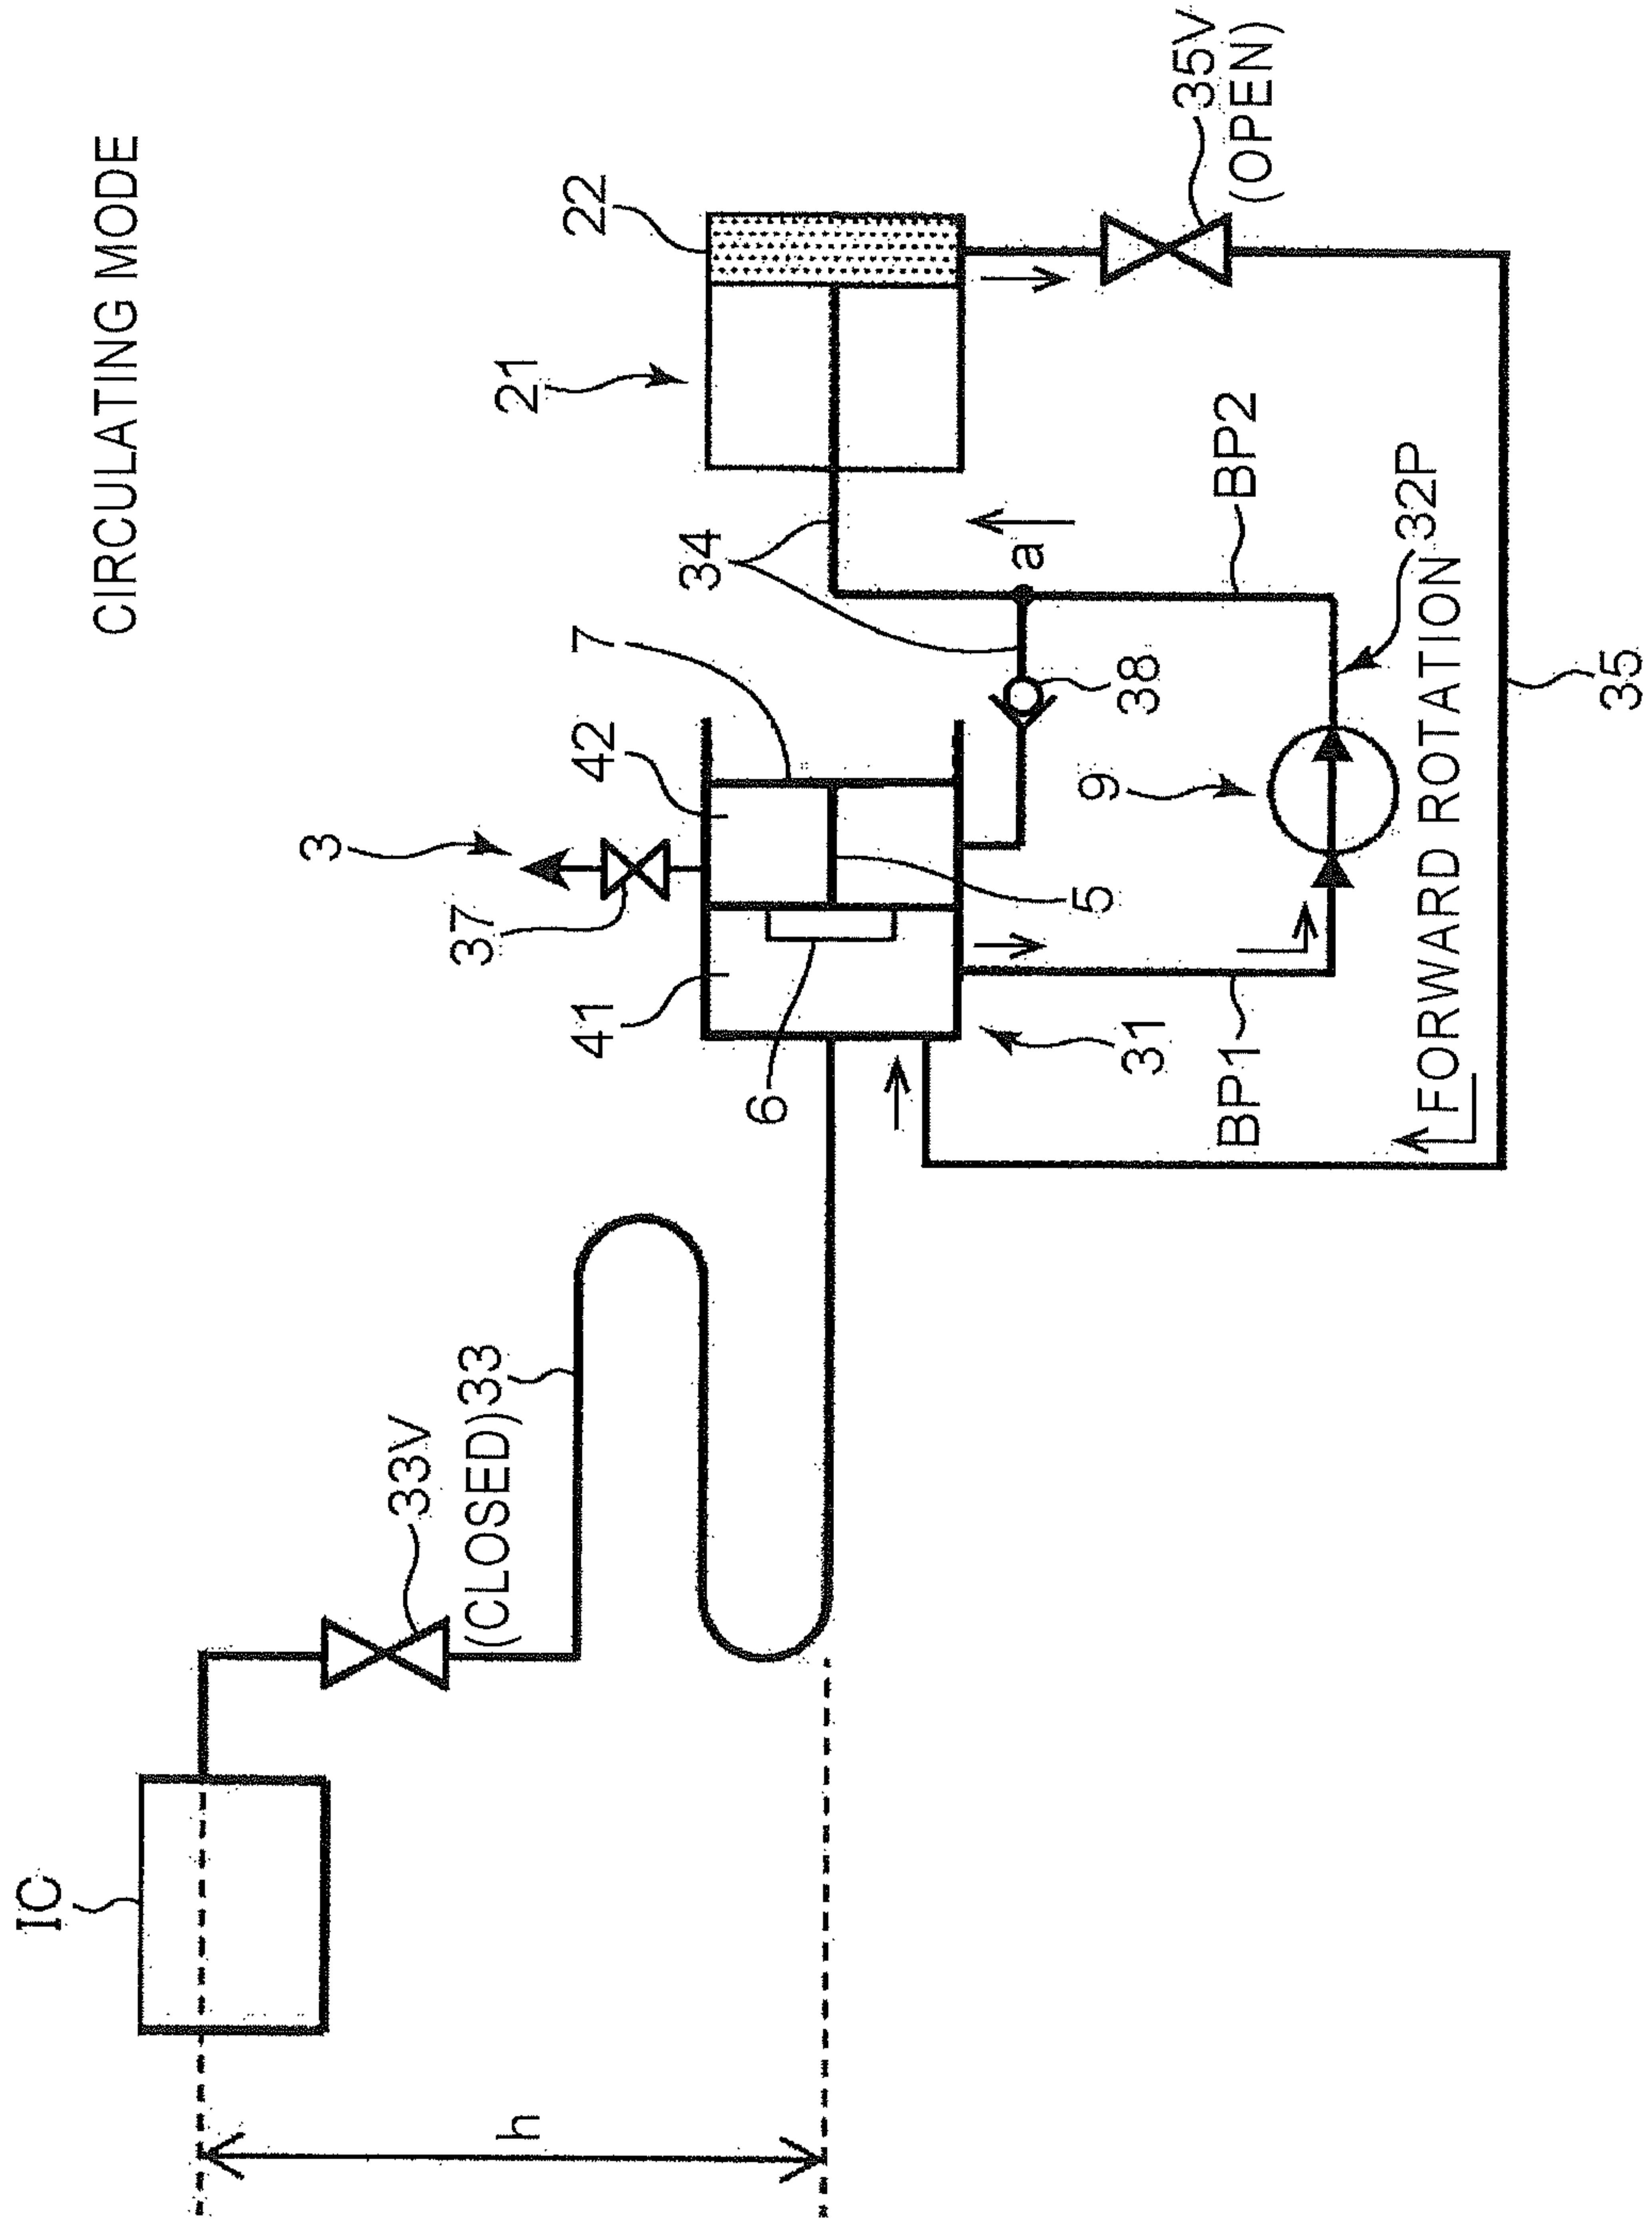 CIRCULATING MODE
IC
33V
(CLOSED)
33
h
3
37
41
42
7
6
5
31
34
38
a
21
22
35V
(OPEN)
9
BP1
BP2
32P
FORWARD ROTATION
35